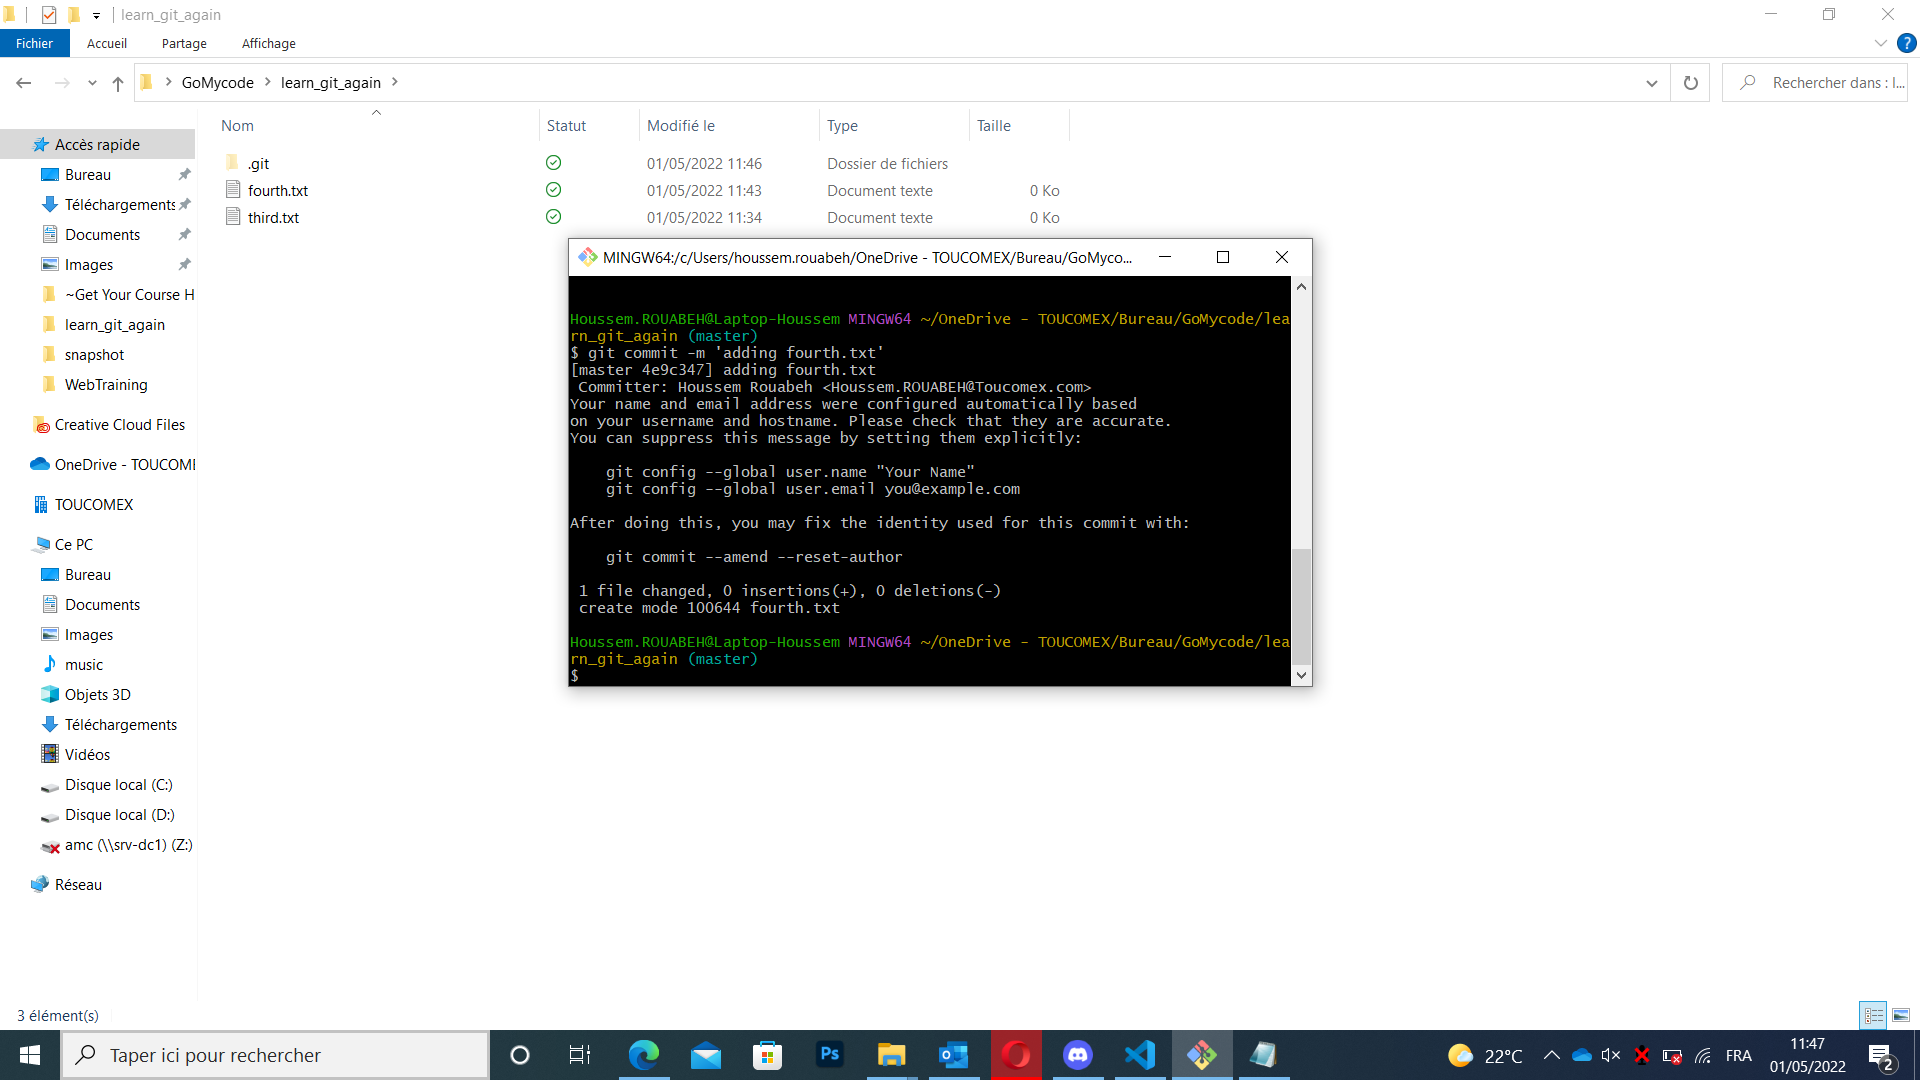 learn_git_again
Fichier
Accueil
Partage
Affichage
GoMycode
learn_git_again
Rechercher dans : l...
Nom
Statut
Modifié le
Type
Taille
.git
01/05/2022 11:46
Dossier de fichiers
fourth.txt
01/05/2022 11:43
Document texte
0 Ko
third.txt
01/05/2022 11:34
Document texte
0 Ko
Accès rapide
Bureau
Téléchargements
Documents
Images
~Get Your Course H
learn_git_again
snapshot
WebTraining
Creative Cloud Files
OneDrive - TOUCOME
TOUCOMEX
Ce PC
Bureau
Documents
Images
music
Objets 3D
Téléchargements
Vidéos
Disque local (C:)
Disque local (D:)
amc (\\srv-dc1) (Z:)
Réseau
MINGW64:/c/Users/houssem.rouabeh/OneDrive - TOUCOMEX/Bureau/GoMyco...
Houssem.ROUABEH@Laptop-Houssem MINGW64 ~/OneDrive - TOUCOMEX/Bureau/GoMycode/lea
rn_git_again (master)
$ git commit -m 'adding fourth.txt'
[master 4e9c347] adding fourth.txt
Committer: Houssem Rouabeh <Houssem.ROUABEH@Toucomex.com>
Your name and email address were configured automatically based
on your username and hostname. Please check that they are accurate.
You can suppress this message by setting them explicitly:
git config --global user.name "Your Name"
git config --global user.email you@example.com
After doing this, you may fix the identity used for this commit with:
git commit --amend --reset-author
1 file changed, 0 insertions(+), 0 deletions(-)
create mode 100644 fourth.txt
Houssem.ROUABEH@Laptop-Houssem MINGW64 ~/OneDrive - TOUCOMEX/Bureau/GoMycode/lea
rn_git_again (master)
$
3 élément(s)
Taper ici pour rechercher
Ps
22°C
FRA
11:47
01/05/2022
2